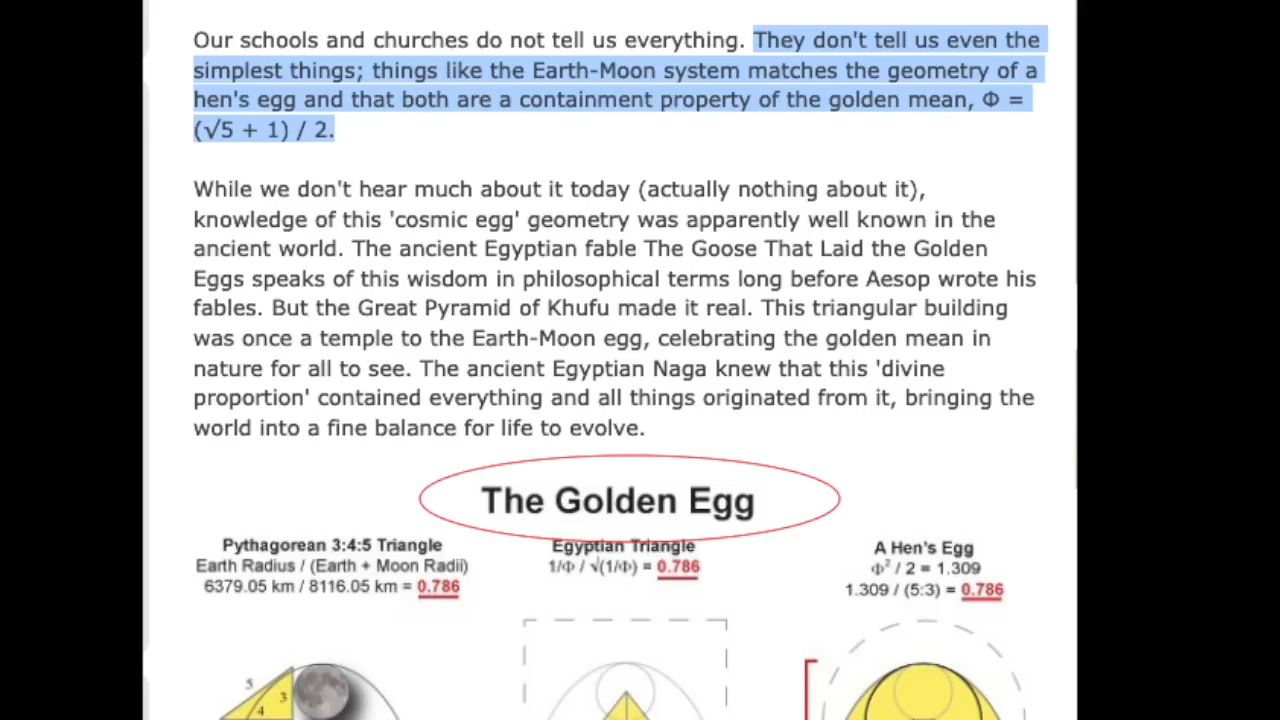 Our schools and churches do not tell us everything. They don't tell us even the
simplest things; things like the Earth-Moon system matches the geometry of a
hen's egg and that both are a containment property of the golden mean, Φ =
(√5 + 1) / 2.
While we don't hear much about it today (actually nothing about it),
knowledge of this 'cosmic egg' geometry was apparently well known in the
ancient world. The ancient Egyptian fable The Goose That Laid the Golden
Eggs speaks of this wisdom in philosophical terms long before Aesop wrote his
fables. But the Great Pyramid of Khufu made it real. This triangular building
was once a temple to the Earth-Moon egg, celebrating the golden mean in
nature for all to see. The ancient Egyptian Naga knew that this 'divine
proportion' contained everything and all things originated from it, bringing the
world into a fine balance for life to evolve.
The Golden Egg
Pythagorean 3:4:5 Triangle
Earth Radius / (Earth + Moon Radii)
6379.05 km / 8116.05 km = 0.786
5
3
4
Egyptian Triangle
1/Φ / √(1/Φ) = 0.786
A Hen's Egg
Φ² / 2 = 1.309
1.309 / (5:3) = 0.786